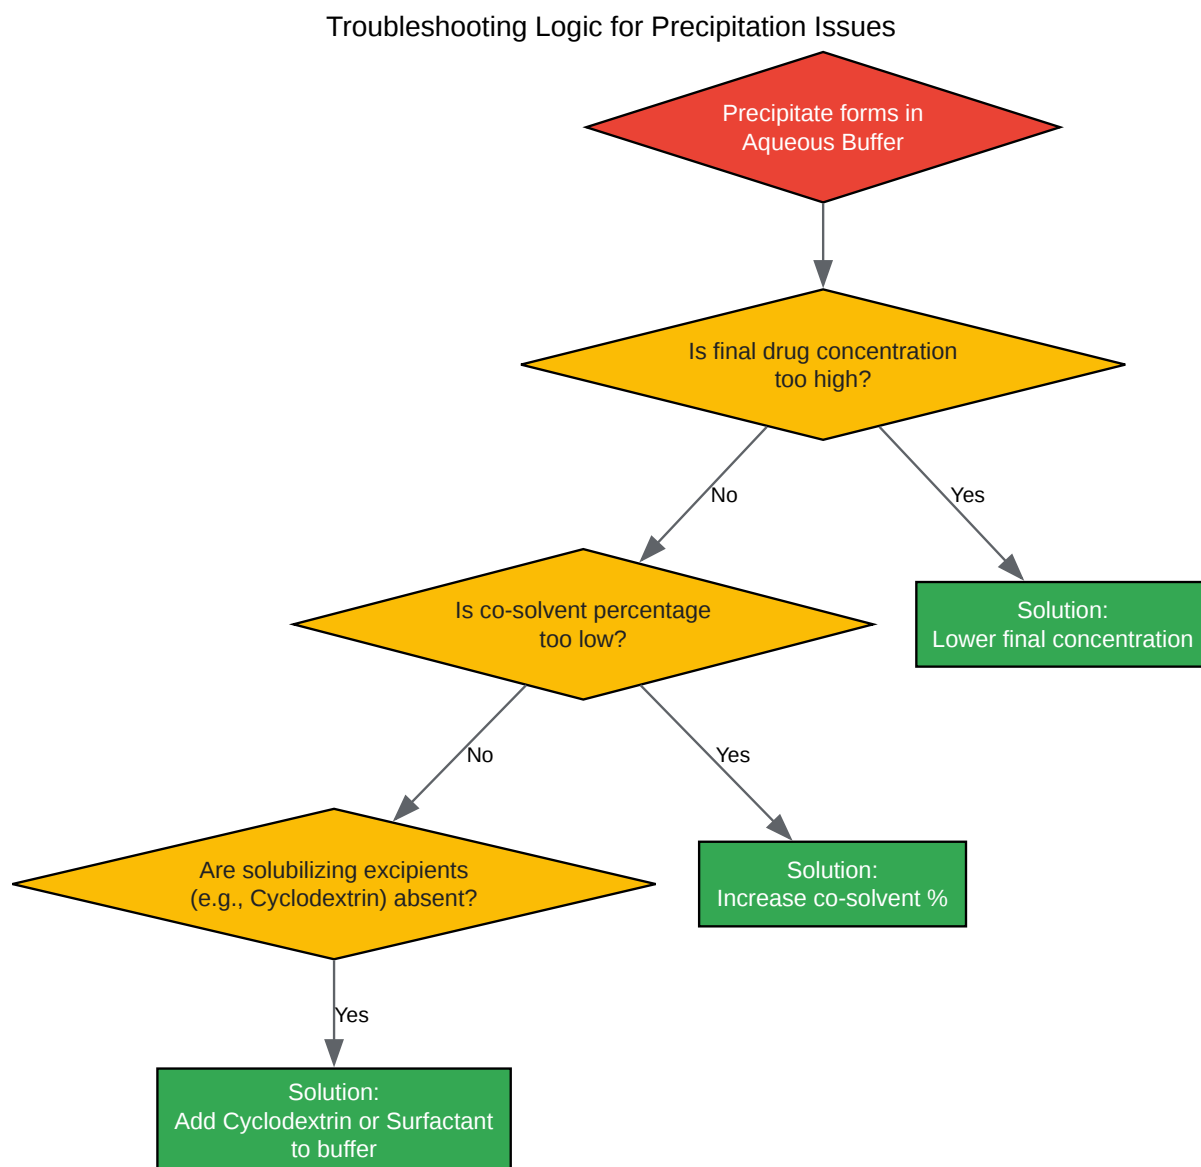 Troubleshooting Logic for Precipitation Issues
Precipitate forms in
Aqueous Buffer
Is final drug concentration
too high?
No
Yes
Is co-solvent percentage
too low?
Solution:
Lower final concentration
No
Yes
Are solubilizing excipients
(e.g., Cyclodextrin) absent?
Solution:
Increase co-solvent %
Yes
Solution:
Add Cyclodextrin or Surfactant
to buffer